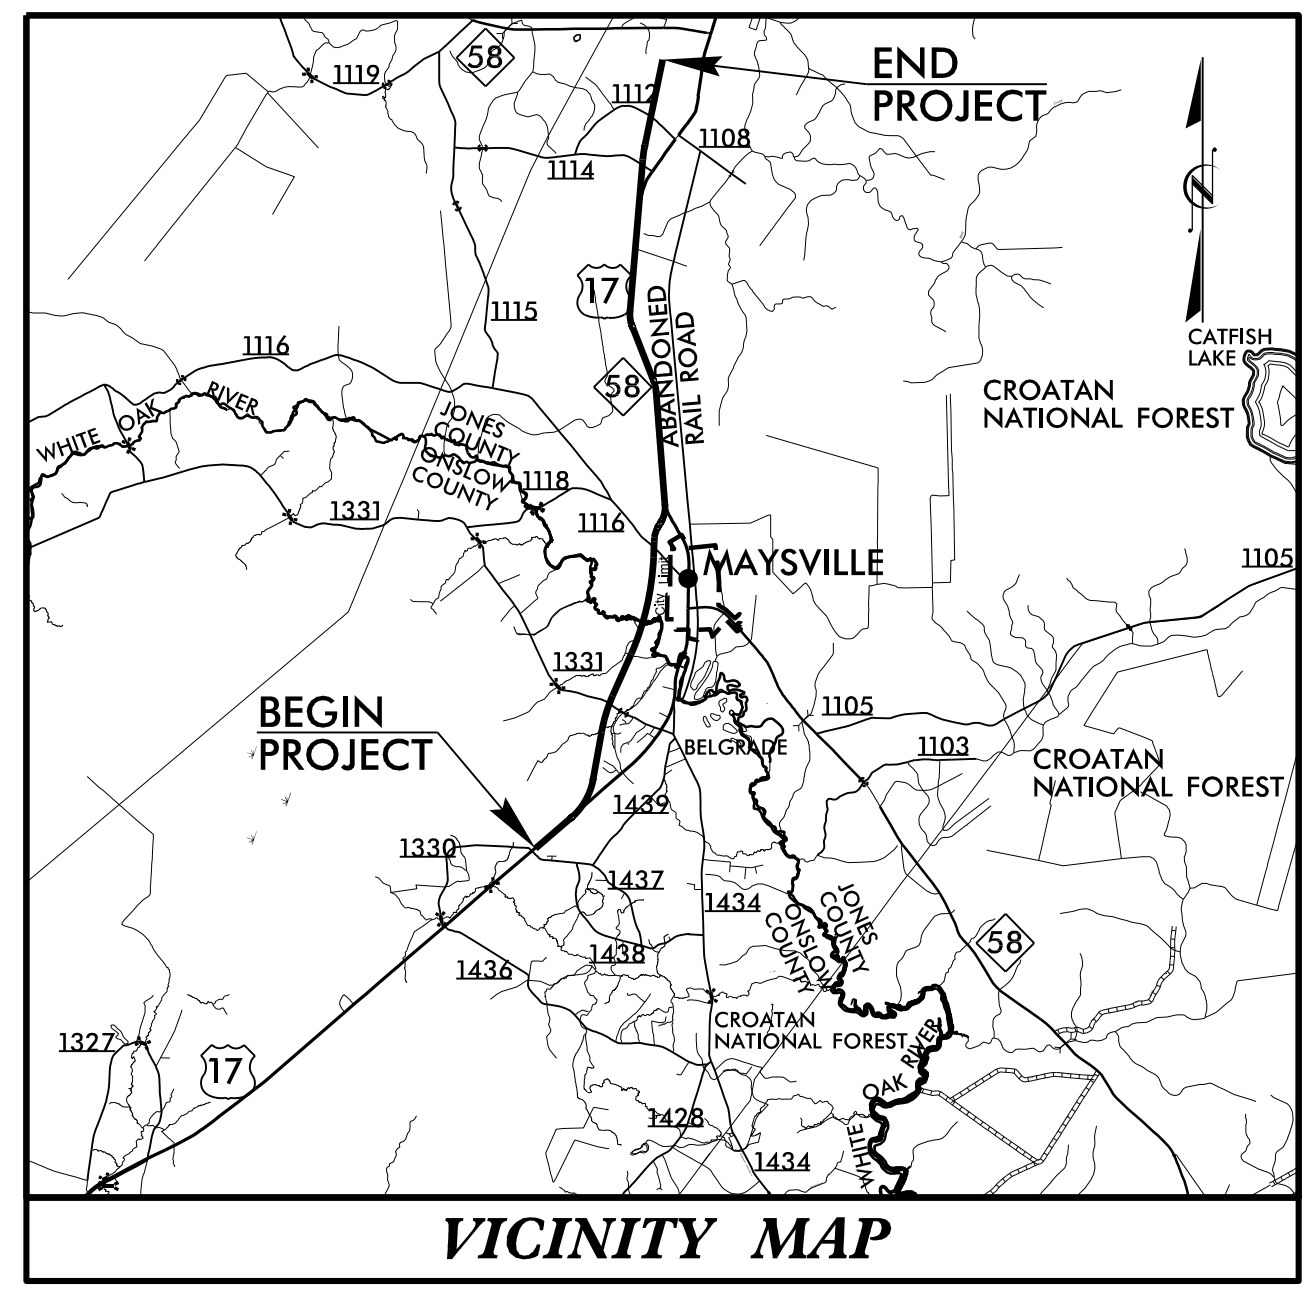 58
1119
1112
END
PROJECT
1108
1114
N
17
1115
ABANDONED
RAIL ROAD
CATFISH
LAKE
1116
58
CROATAN
NATIONAL FOREST
WHITE OAK RIVER
JONES
COUNTY
ONSLOW
COUNTY
1118
1331
1116
MAYSVILLE
City Limit
1105
1331
BEGIN
PROJECT
1105
BELGRADE
1103
CROATAN
NATIONAL FOREST
1439
1330
1437
1434
JONES
COUNTY
ONSLOW
COUNTY
58
1438
1436
CROATAN
NATIONAL FOREST
1327
17
WHITE OAK RIVER
1428
1434
VICINITY MAP